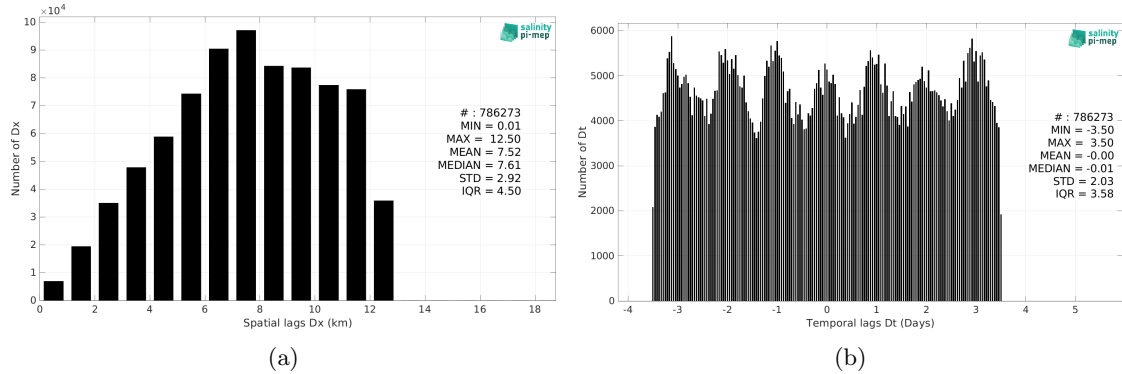 ×10⁴
10
9
8
7
6
5
4
3
2
1
0
Number of Dx
salinity
pi-mep
# : 786273
MIN = 0.01
MAX = 12.50
MEAN = 7.52
MEDIAN = 7.61
STD = 2.92
IQR = 4.50
0 2 4 6 8 10 12 14 16 18
Spatial lags Dx (km)
(a)
6000
5000
4000
3000
2000
1000
0
Number of Dt
salinity
pi-mep
# : 786273
MIN = -3.50
MAX = 3.50
MEAN = -0.00
MEDIAN = -0.01
STD = 2.03
IQR = 3.58
-4 -3 -2 -1 0 1 2 3 4 5
Temporal lags Dt (Days)
(b)